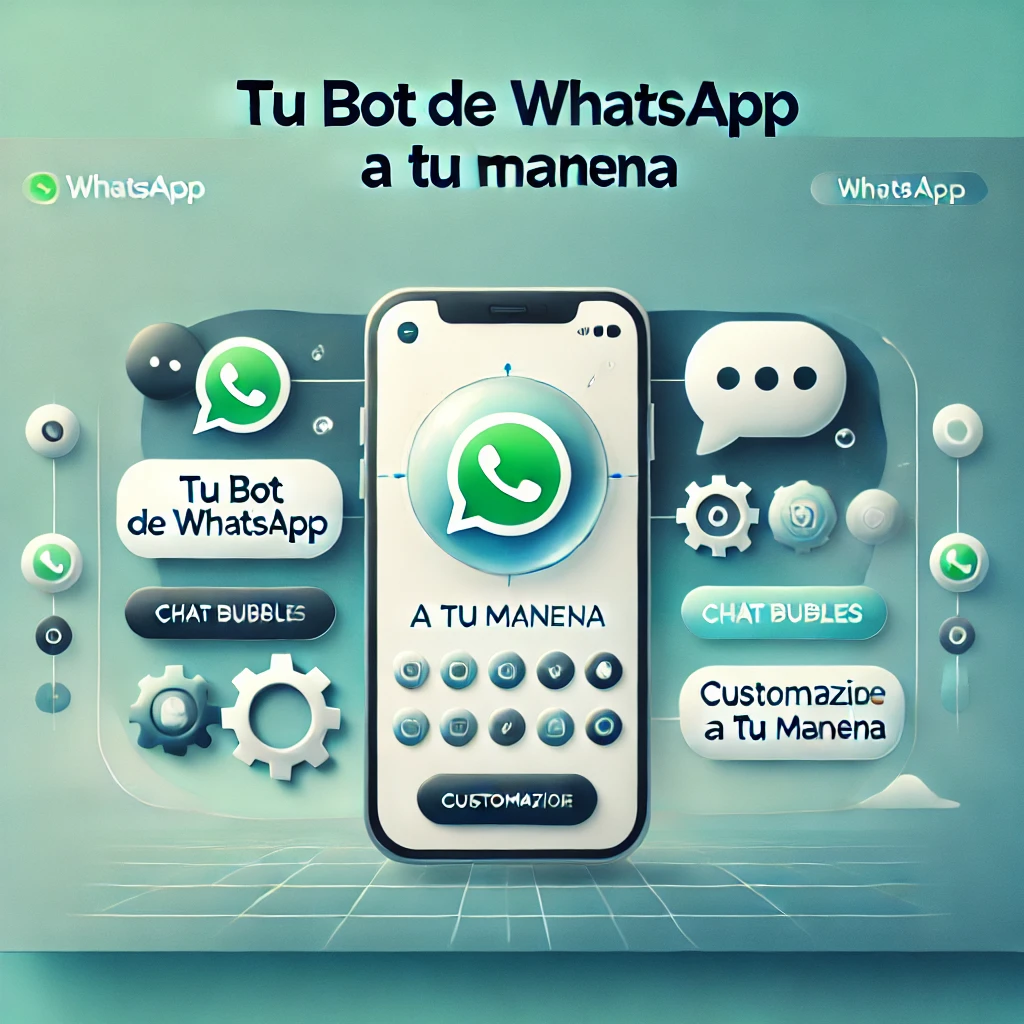 Tu Bot de WhatsApp
a tu manena
WhatsApp
WhatsApp
Tu Bot
de WhatsApp
CHAT BUBBLES
A TU MANENA
CHAT BUBLES
Customazide
a Tu Manena
CUSTOMAZIOE